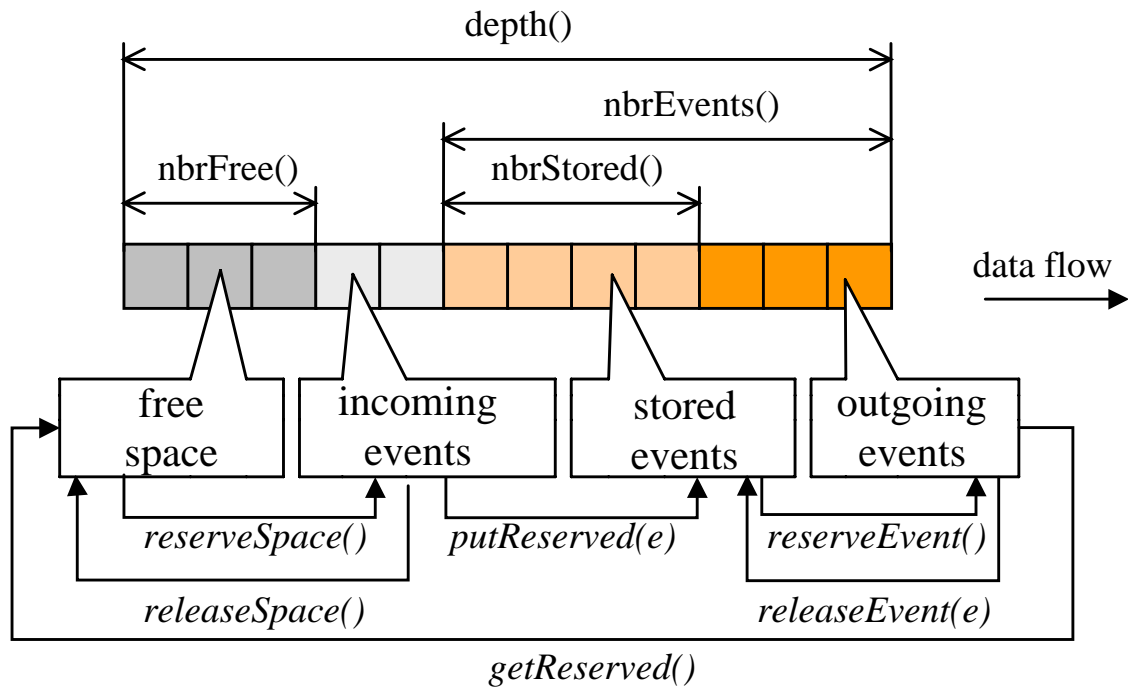 depth()
nbrEvents()
nbrFree()
nbrStored()
data flow
free
space
incoming
events
stored
events
outgoing
events
reserveSpace()
putReserved(e)
reserveEvent()
releaseSpace()
releaseEvent(e)
getReserved()